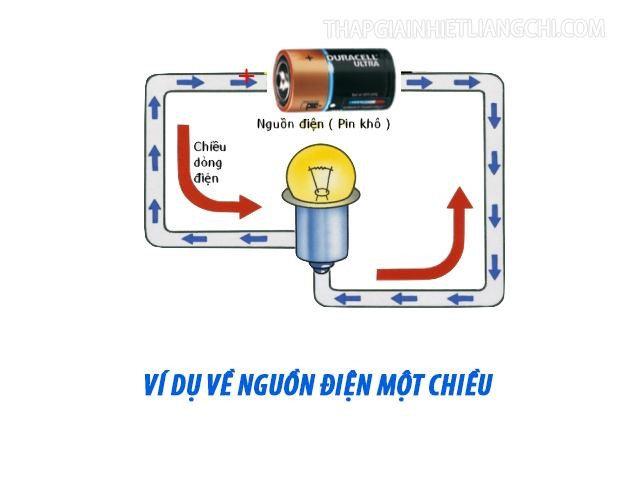 THAPGIAINHIETLIANGCHI.COM
+
+
DURACELL
ULTRA
Nguồn điện ( Pin khô )
Chiều
dòng
điện
VÍ DỤ VỀ NGUỒN ĐIỆN MỘT CHIỀU